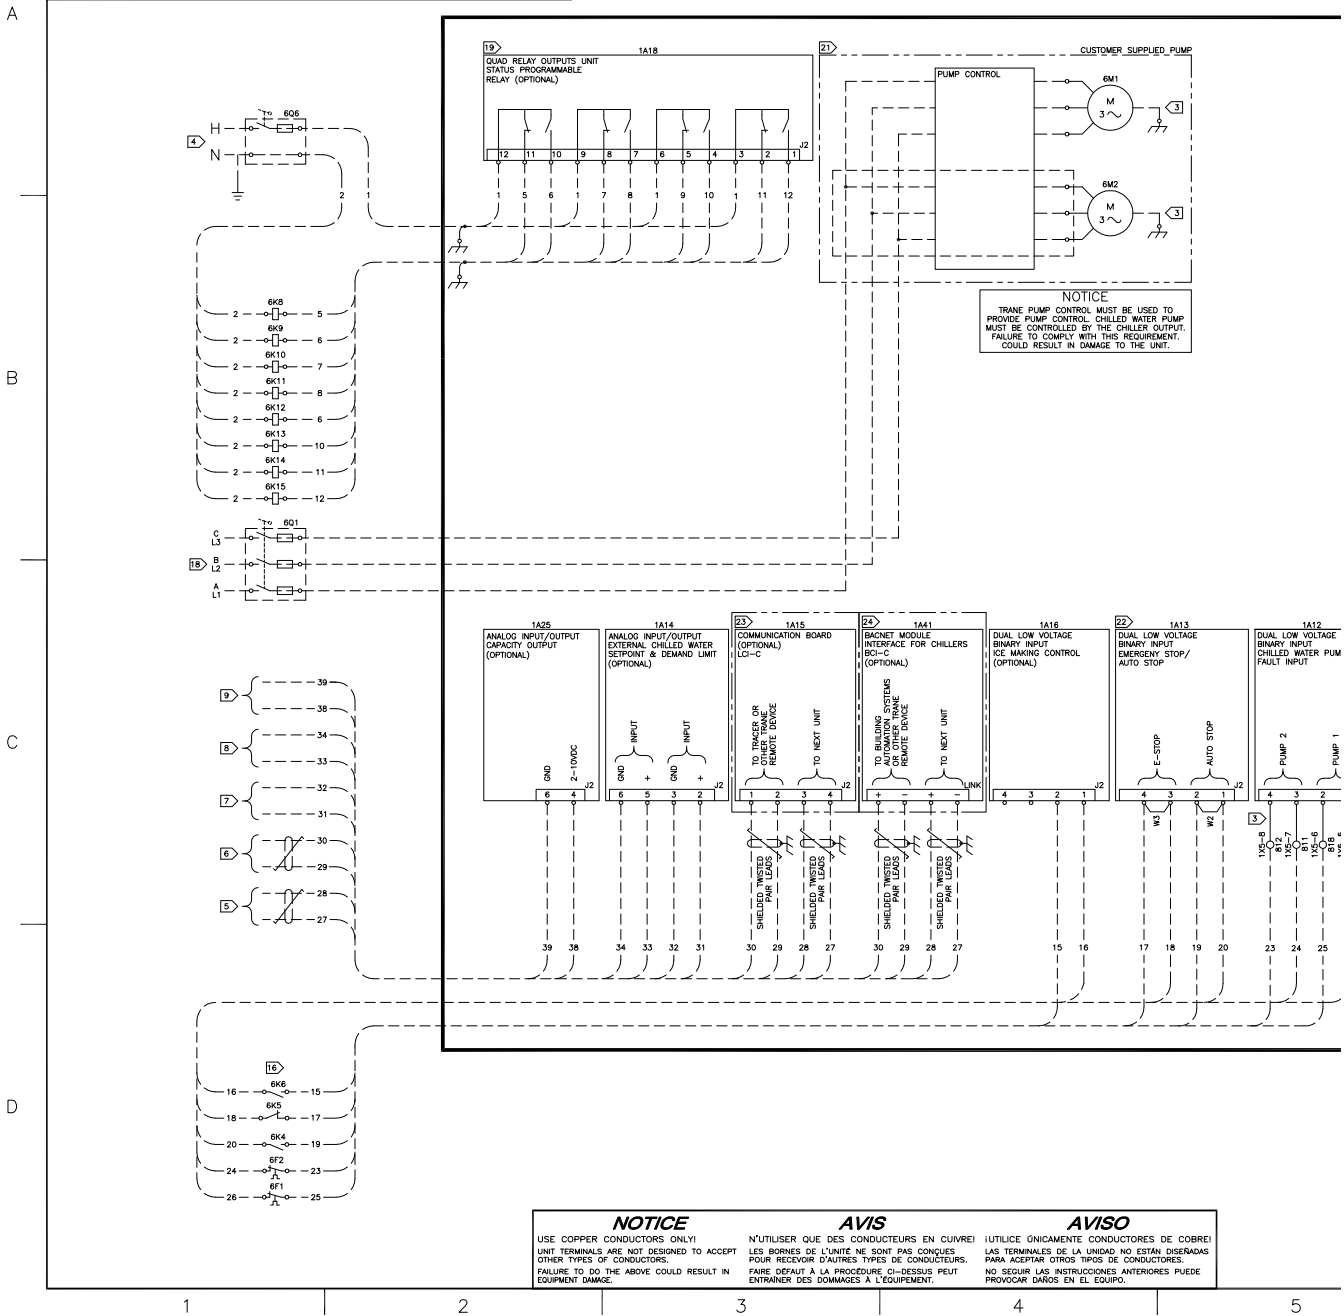 A
19
1A18
QUAD RELAY OUTPUTS UNIT
STATUS PROGRAMMABLE
RELAY (OPTIONAL)
J2
12 11 10 9 8 7 6 5 4 3 2 1
1 5 6 1 7 8 1 9 10 1 11 12
21
CUSTOMER SUPPLIED PUMP
PUMP CONTROL
6M1
M
3
3
6M2
M
3
3
NOTICE
TRANE PUMP CONTROL MUST BE USED TO
PROVIDE PUMP CONTROL. CHILLED WATER PUMP
MUST BE CONTROLLED BY THE CHILLER OUTPUT.
FAILURE TO COMPLY WITH THIS REQUIREMENT.
COULD RESULT IN DAMAGE TO THE UNIT.
6Q6
4
H
N
2 1
B
6K8
2 5
6K9
2 6
6K10
2 7
6K11
2 8
6K12
2 6
6K13
2 10
6K14
2 11
6K15
2 12
6Q1
C
L3
18
B
L2
A
L1
C
1A25
ANALOG INPUT/OUTPUT
CAPACITY OUTPUT
(OPTIONAL)
GND
2-10VDC
J2
6 4
39 38
1A14
ANALOG INPUT/OUTPUT
EXTERNAL CHILLED WATER
SETPOINT & DEMAND LIMIT
(OPTIONAL)
INPUT
INPUT
GND
+
GND
+
J2
6 5 3 2
34 33 32 31
23
1A15
COMMUNICATION BOARD
(OPTIONAL)
LCI-C
TO TRACER OR
OTHER TRANE
REMOTE DEVICE
TO NEXT UNIT
J2
1 2 3 4
SHIELDED TWISTED
PAIR LEADS
SHIELDED TWISTED
PAIR LEADS
30 29 28 27
24
1A41
BACNET MODULE
INTERFACE FOR CHILLERS
BCI-C
(OPTIONAL)
TO BUILDING
AUTOMATION SYSTEMS
OR OTHER TRANE
REMOTE DEVICE
TO NEXT UNIT
LINK
+ - + -
SHIELDED TWISTED
PAIR LEADS
SHIELDED TWISTED
PAIR LEADS
30 29 28 27
1A16
DUAL LOW VOLTAGE
BINARY INPUT
ICE MAKING CONTROL
(OPTIONAL)
J2
4 3 2 1
15 16
22
1A13
DUAL LOW VOLTAGE
BINARY INPUT
EMERGENY STOP/
AUTO STOP
E-STOP
AUTO STOP
J2
4 3 2 1
W3
W2
17 18 19 20
1A12
DUAL LOW VOLTAGE
BINARY INPUT
CHILLED WATER PUM
FAULT INPUT
PUMP 2
PUMP 1
4 3 2
3
1X5-8
812
1X5-7
811
1X5-6
818
23 24 25
9
39
38
8
34
33
7
32
31
6
30
29
5
28
27
D
16
6K6
16 15
6K5
18 17
6K4
20 19
6F2
24 23
6F1
26 25
NOTICE
USE COPPER CONDUCTORS ONLY!
UNIT TERMINALS ARE NOT DESIGNED TO ACCEPT
OTHER TYPES OF CONDUCTORS.
FAILURE TO DO THE ABOVE COULD RESULT IN
EQUIPMENT DAMAGE.
AVIS
N'UTILISER QUE DES CONDUCTEURS EN CUIVRE!
LES BORNES DE L'UNITÉ NE SONT PAS CONÇUES
POUR RECEVOIR D'AUTRES TYPES DE CONDUCTEURS.
FAIRE DÉFAUT À LA PROCÉDURE CI-DESSUS PEUT
ENTRAÎNER DES DOMMAGES À L'ÉQUIPEMENT.
AVISO
¡UTILICE ÚNICAMENTE CONDUCTORES DE COBRE!
LAS TERMINALES DE LA UNIDAD NO ESTÁN DISEÑADAS
PARA ACEPTAR OTROS TIPOS DE CONDUCTORES.
NO SEGUIR LAS INSTRUCCIONES ANTERIORES PUEDE
PROVOCAR DAÑOS EN EL EQUIPO.
1 2 3 4 5